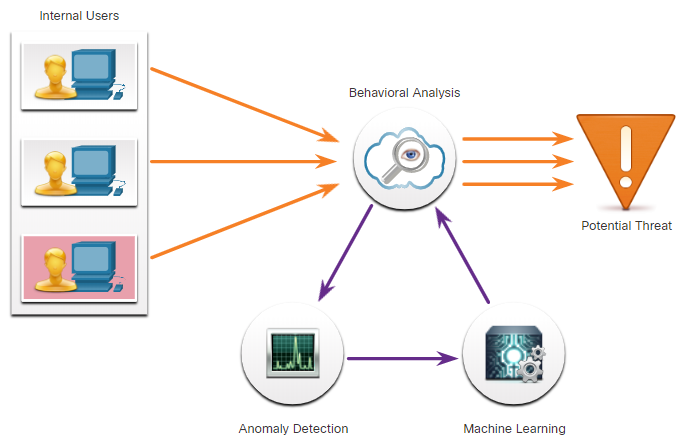 Internal Users
Behavioral Analysis
Potential Threat
Anomaly Detection
Machine Learning